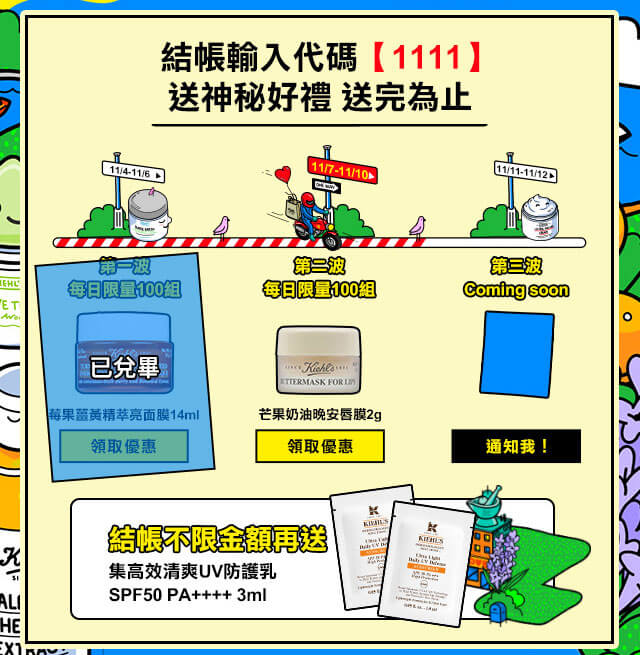 結帳輸入代碼【1111】
送神秘好禮 送完為止
11/4-11/6
11/7-11/10
11/11-11/12
ONE WAY
第一波
每日限量100組
第二波
每日限量100組
第三波
Coming soon
已兌畢
SINCE Kiehl's 1851
BUTTERMASK FOR LIPS
莓果薑黃精萃亮面膜14ml
芒果奶油晚安唇膜2g
領取優惠
領取優惠
通知我！
結帳不限金額再送
集高效清爽UV防護乳
SPF50 PA++++ 3ml
KIEHL'S
Ultra Light
Daily UV Defense
KIEHL'S
Ultra Light
Daily UV Defense